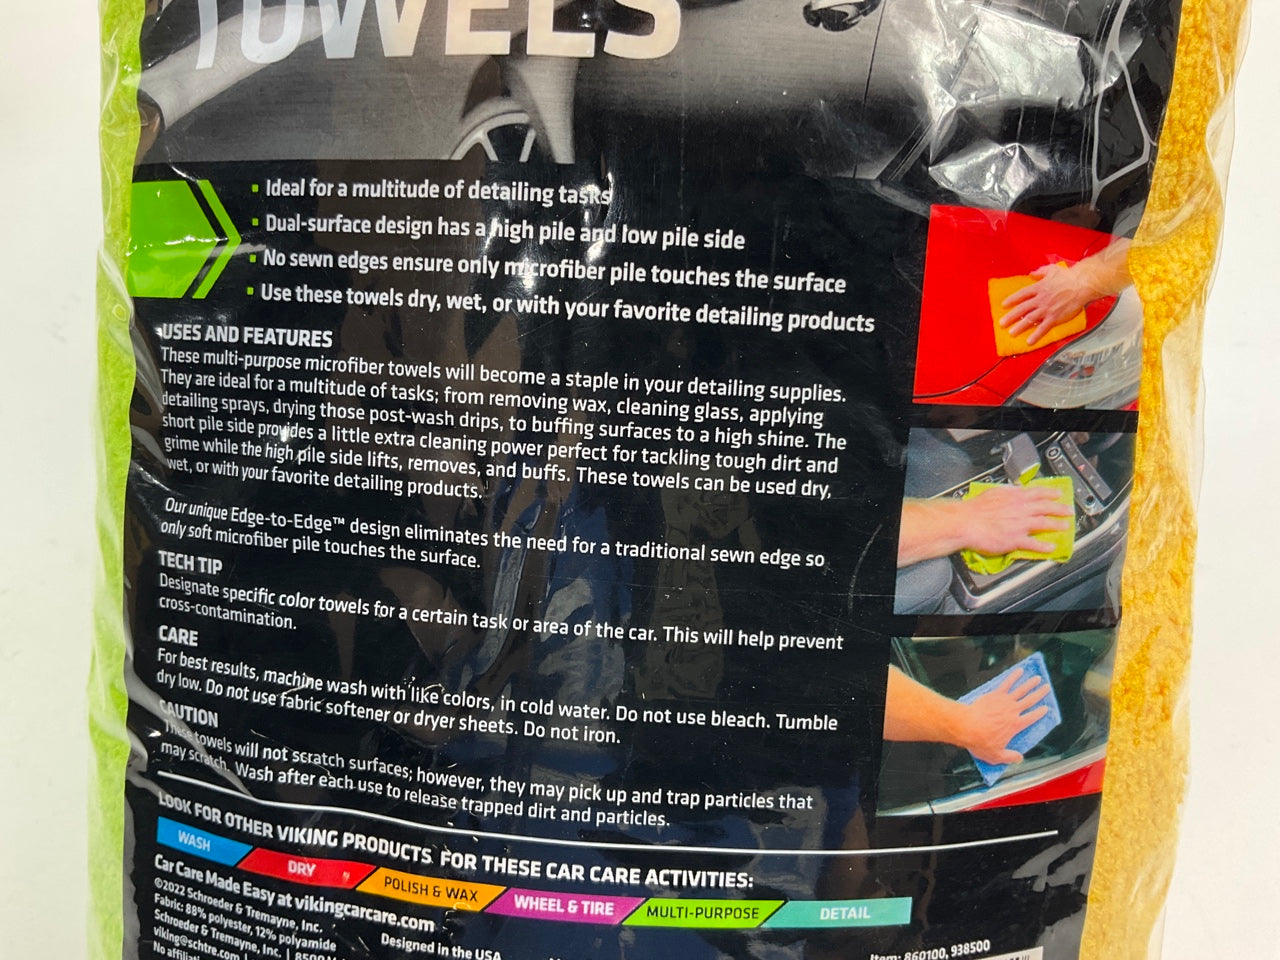 TOWELS
▪ Ideal for a multitude of detailing tasks
▪ Dual-surface design has a high pile and low pile side
▪ No sewn edges ensure only microfiber pile touches the surface
▪ Use these towels dry, wet, or with your favorite detailing products
USES AND FEATURES
These multi-purpose microfiber towels will become a staple in your detailing supplies.
They are ideal for a multitude of tasks; from removing wax, cleaning glass, applying
detailing sprays, drying those post-wash drips, to buffing surfaces to a high shine. The
short pile side provides a little extra cleaning power perfect for tackling tough dirt and
grime while the high pile side lifts, removes, and buffs. These towels can be used dry,
wet, or with your favorite detailing products.
Our unique Edge-to-Edge™ design eliminates the need for a traditional sewn edge so
only soft microfiber pile touches the surface.
TECH TIP
Designate specific color towels for a certain task or area of the car. This will help prevent
cross-contamination.
CARE
For best results, machine wash with like colors, in cold water. Do not use bleach. Tumble
dry low. Do not use fabric softener or dryer sheets. Do not iron.
CAUTION
These towels will not scratch surfaces; however, they may pick up and trap particles that
may scratch. Wash after each use to release trapped dirt and particles.
LOOK FOR OTHER VIKING PRODUCTS FOR THESE CAR CARE ACTIVITIES:
WASH DRY POLISH & WAX WHEEL & TIRE MULTI-PURPOSE DETAIL
Car Care Made Easy at vikingcarcare.com
©2022 Schroeder & Tremayne, Inc.
Fabric: 88% polyester, 12% polyamide
Schroeder & Tremayne, Inc. | 8500
viking@schtre.com
No
Designed in the USA
Item: 860100, 938500